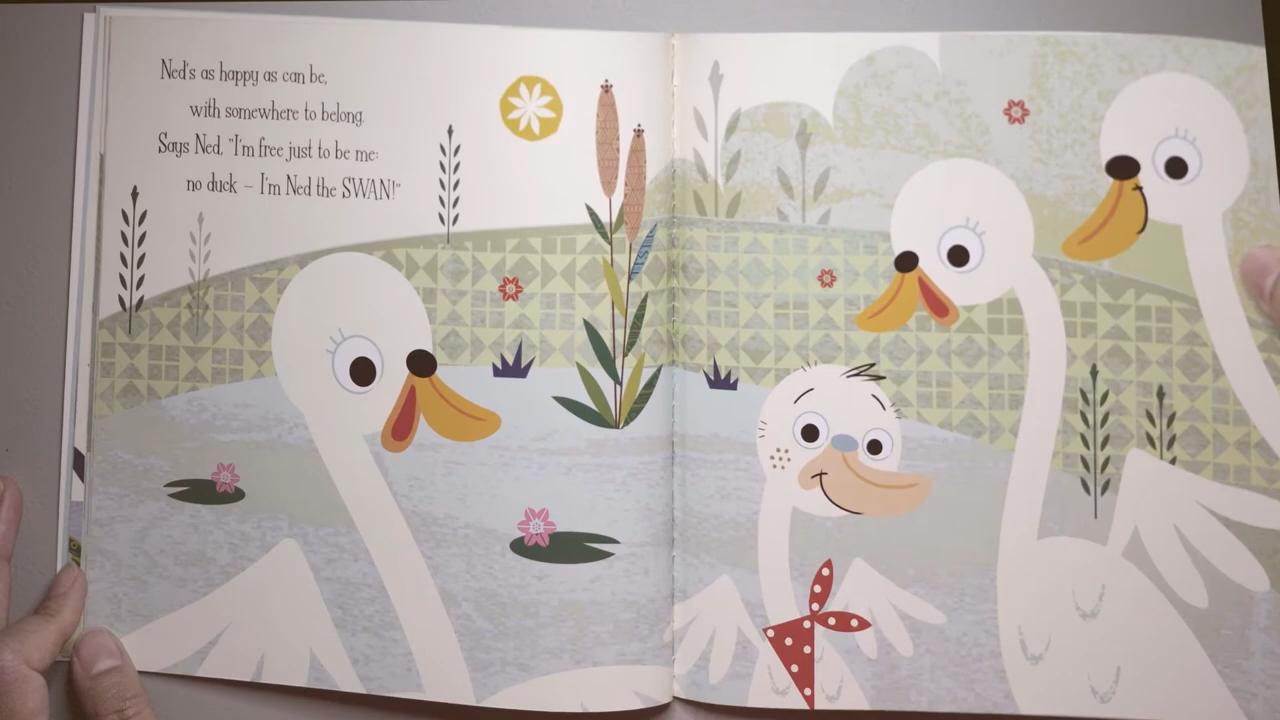 Ned's as happy as can be,
with somewhere to belong.
Says Ned, "I'm free just to be me:
no duck – I'm Ned the SWAN!"